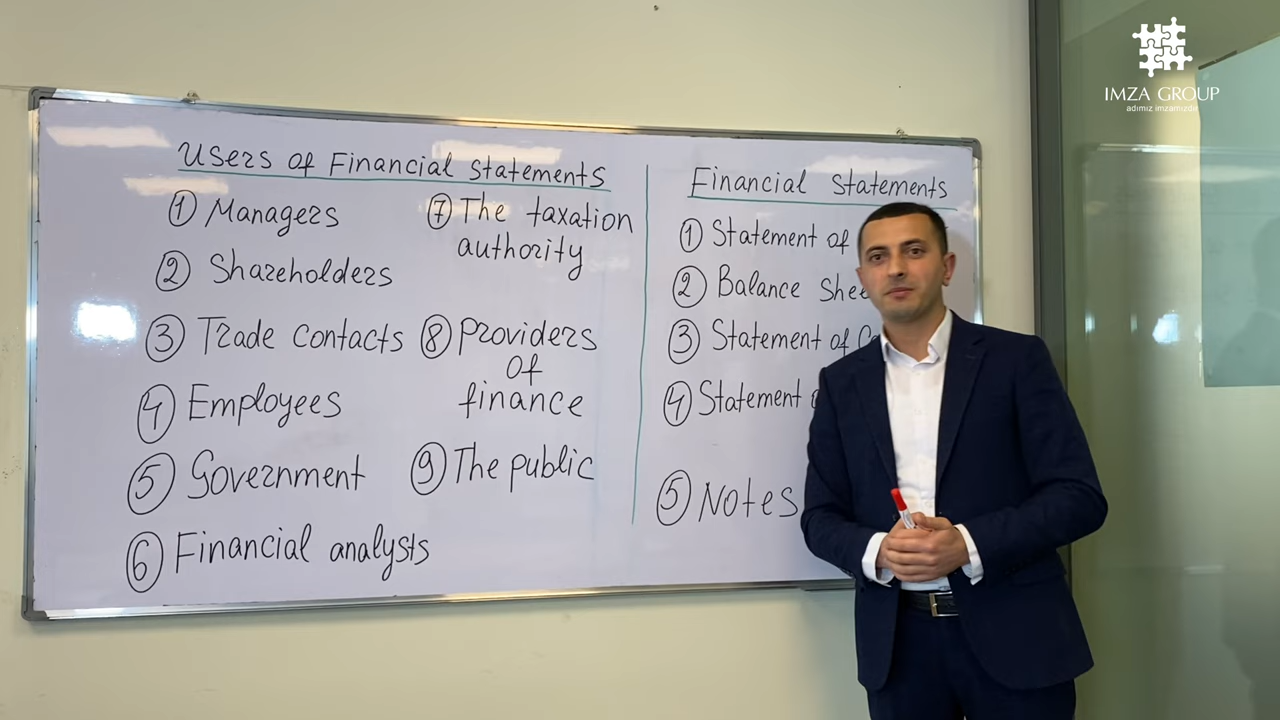 IMZA GROUP
adımız imzamızdır
Users of Financial Statements
① Managers
② Shareholders
③ Trade contacts
④ Employees
⑤ Government
⑥ Financial analysts
⑦ The taxation
authority
⑧ Providers
of
finance
⑨ The public
Financial Statements
① Statement of
② Balance
③ Statement of
④ Statement
⑤ Notes